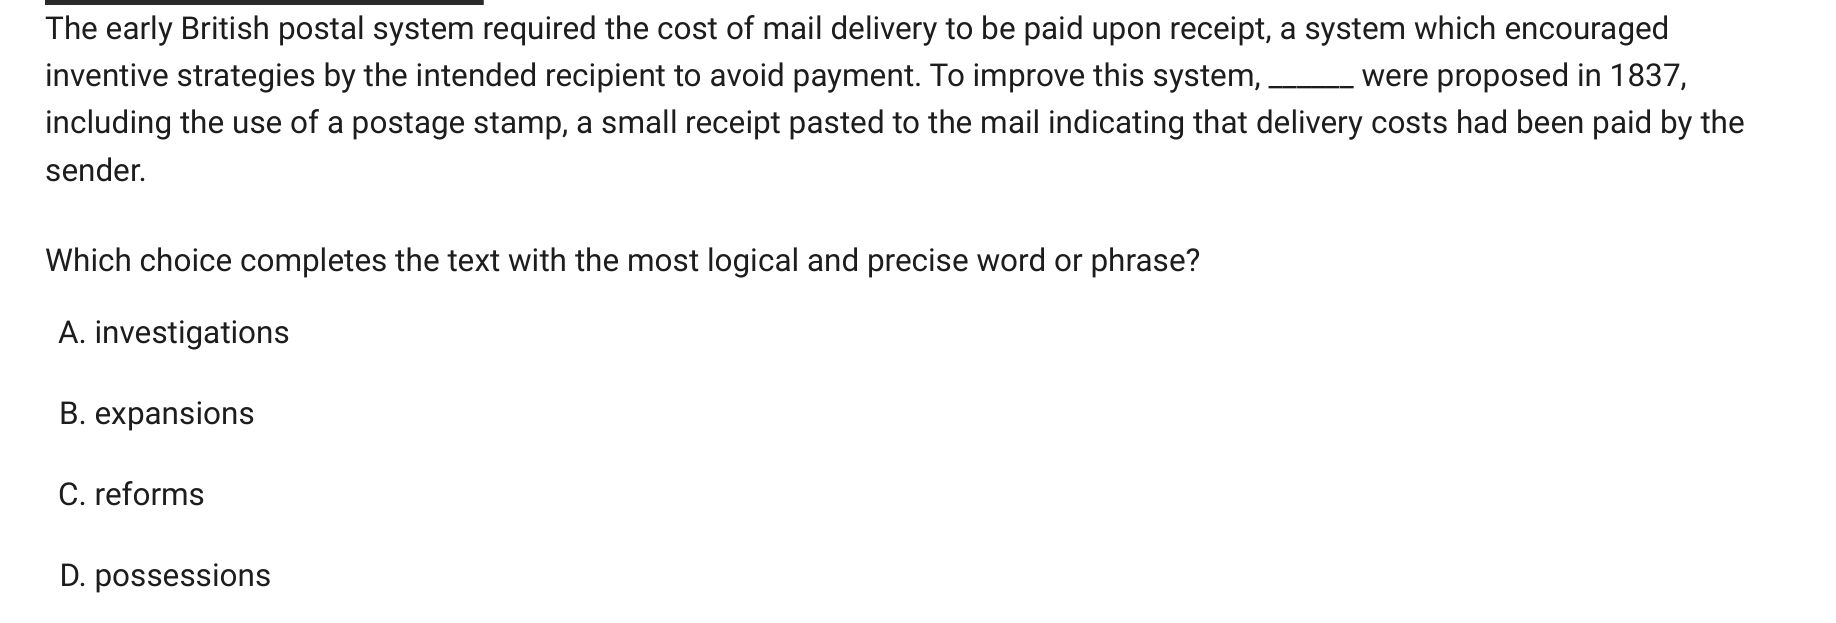 The early British postal system required the cost of mail delivery to be paid upon receipt, a system which encouraged
inventive strategies by the intended recipient to avoid payment. To improve this system, ______ were proposed in 1837,
including the use of a postage stamp, a small receipt pasted to the mail indicating that delivery costs had been paid by the
sender.
Which choice completes the text with the most logical and precise word or phrase?
A. investigations
B. expansions
C. reforms
D. possessions